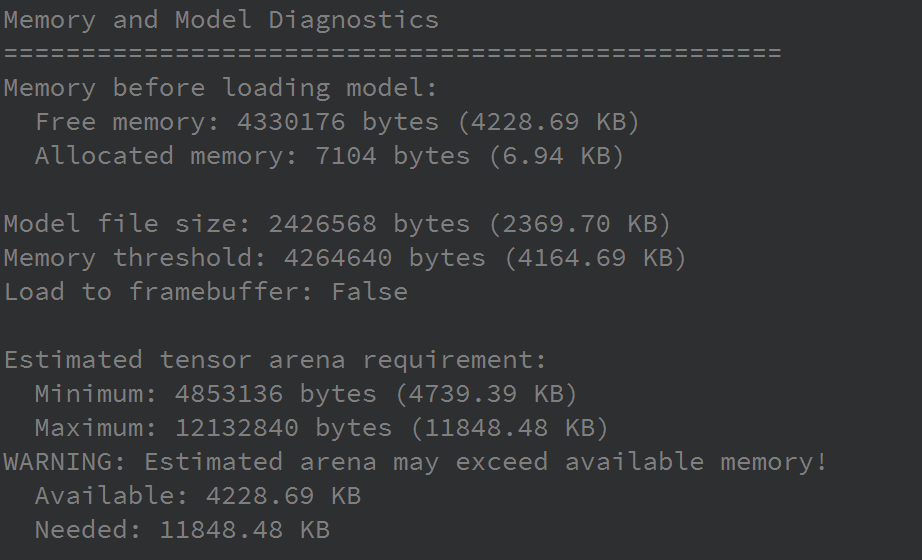 Memory and Model Diagnostics
==================================================
Memory before loading model:
  Free memory: 4330176 bytes (4228.69 KB)
  Allocated memory: 7104 bytes (6.94 KB)

Model file size: 2426568 bytes (2369.70 KB)
Memory threshold: 4264640 bytes (4164.69 KB)
Load to framebuffer: False

Estimated tensor arena requirement:
  Minimum: 4853136 bytes (4739.39 KB)
  Maximum: 12132840 bytes (11848.48 KB)
WARNING: Estimated arena may exceed available memory!
  Available: 4228.69 KB
  Needed: 11848.48 KB